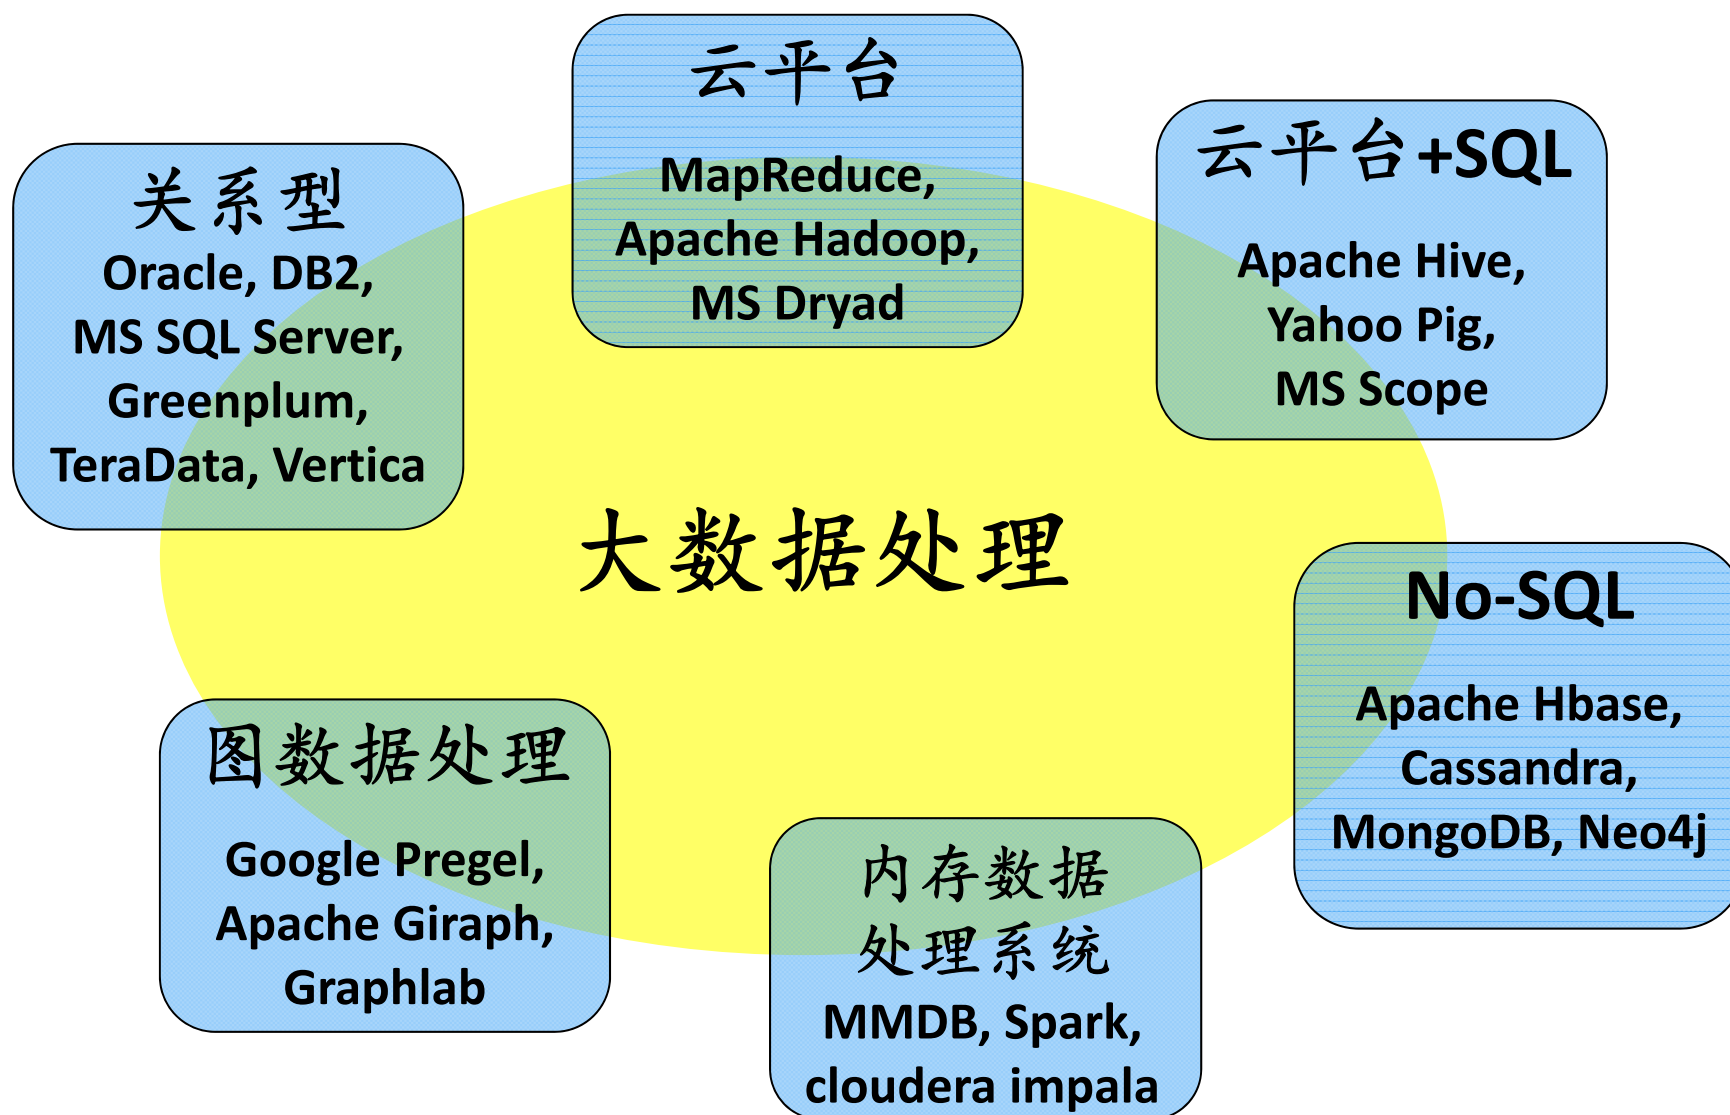 云平台
MapReduce,
Apache Hadoop,
MS Dryad
云平台+SQL
Apache Hive,
Yahoo Pig,
MS Scope
关系型
Oracle, DB2,
MS SQL Server,
Greenplum,
TeraData, Vertica
大数据处理
No-SQL
Apache Hbase,
Cassandra,
MongoDB, Neo4j
图数据处理
Google Pregel,
Apache Giraph,
Graphlab
内存数据
处理系统
MMDB, Spark,
cloudera impala